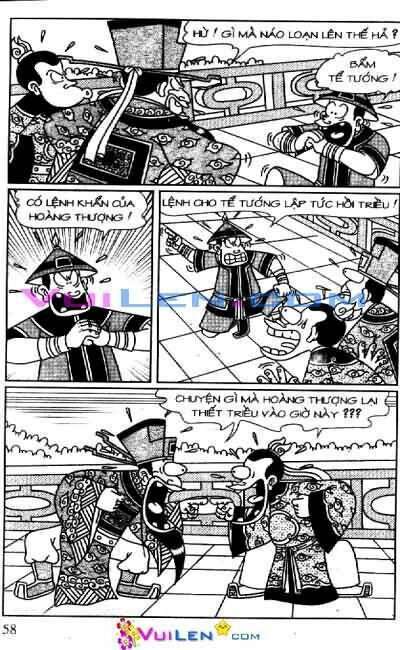 HỪ ! GÌ MÀ NÁO LOẠN LÊN THẾ HẢ ?
BẨM
TỂ TƯỚNG !
CÓ LỆNH KHẨN CỦA
HOÀNG THƯỢNG !
LỆNH CHO TỂ TƯỚNG LẬP TỨC HỒI TRIỀU !
VUILEN.COM
CHUYỆN GÌ MÀ HOÀNG THƯỢNG LẠI
THIẾT TRIỀU VÀO GIỜ NÀY ???
58
VUILEN.COM